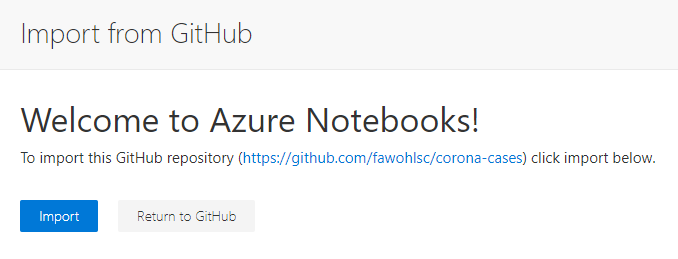 Import from GitHub
Welcome to Azure Notebooks!
To import this GitHub repository (https://github.com/fawohlsc/corona-cases) click import below.
Import
Return to GitHub